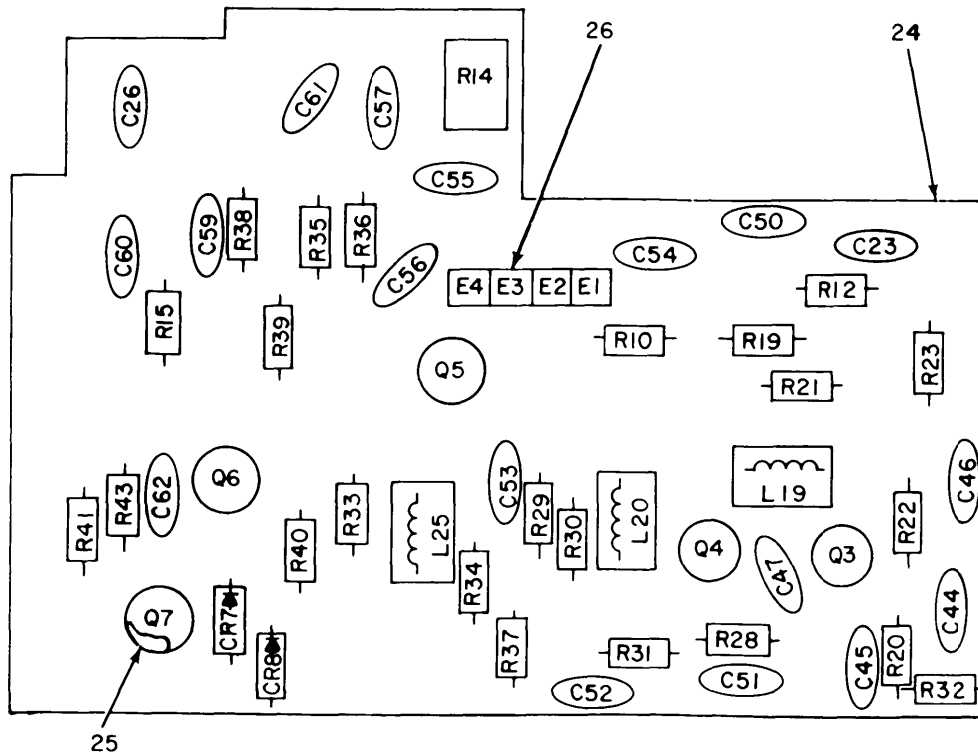 26
24
R14
C26
C61
C57
C55
C50
C60
C59
R38
R35
R36
C56
C54
C23
E4 E3 E2 E1
R12
R15
R39
R10
R19
R23
Q5
R21
C46
Q6
C53
L19
R41
R43
C62
R33
L25
R29
R30
L20
R22
Q4
C47
Q3
R40
R34
C44
Q7
CR7
CR8
R37
R31
R28
C45
R20
C52
C51
R32
25